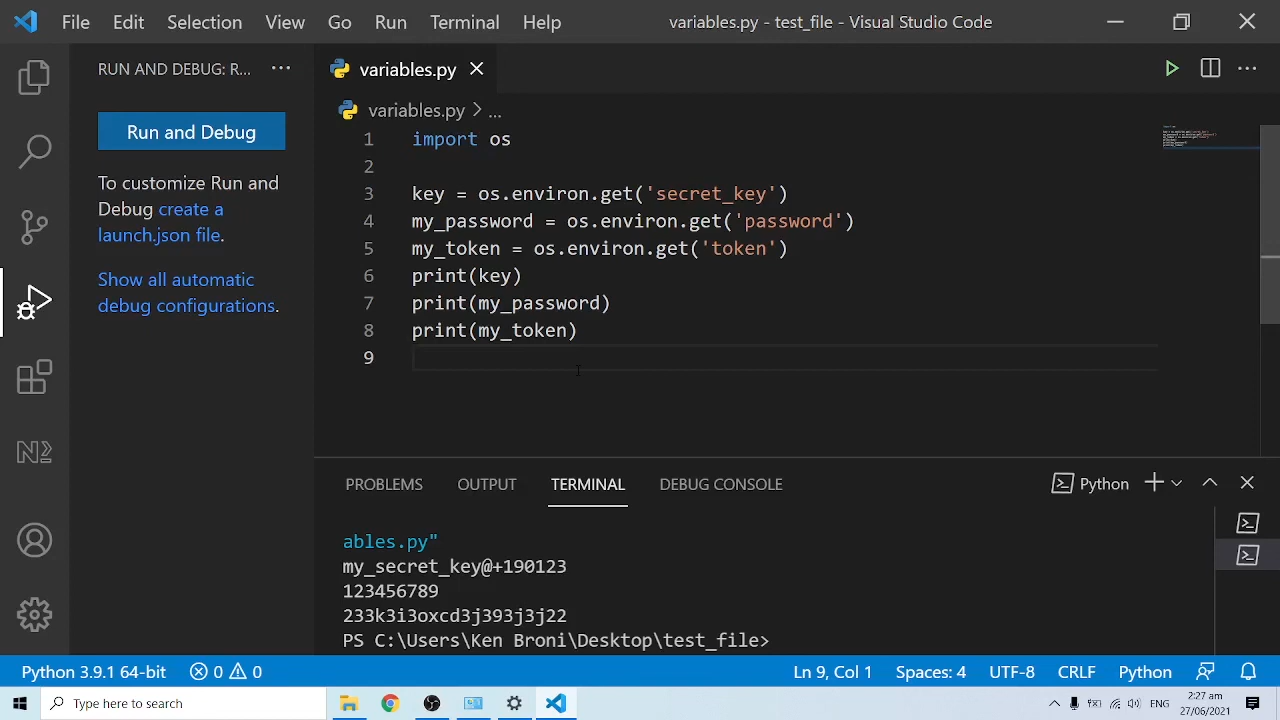 File Edit Selection View Go Run Terminal Help
variables.py - test_file - Visual Studio Code
RUN AND DEBUG: R...
Run and Debug
To customize Run and
Debug create a
launch.json file.
Show all automatic
debug configurations.
variables.py
variables.py > ...
1 import os
2
3 key = os.environ.get('secret_key')
4 my_password = os.environ.get('password')
5 my_token = os.environ.get('token')
6 print(key)
7 print(my_password)
8 print(my_token)
9
PROBLEMS OUTPUT TERMINAL DEBUG CONSOLE
Python
ables.py"
my_secret_key@+190123
123456789
233k3i3oxcd3j393j3j22
PS C:\Users\Ken Broni\Desktop\test_file>
Python 3.9.1 64-bit 0 0 Ln 9, Col 1 Spaces: 4 UTF-8 CRLF Python
Type here to search
ENG
2:27 am
27/06/2021